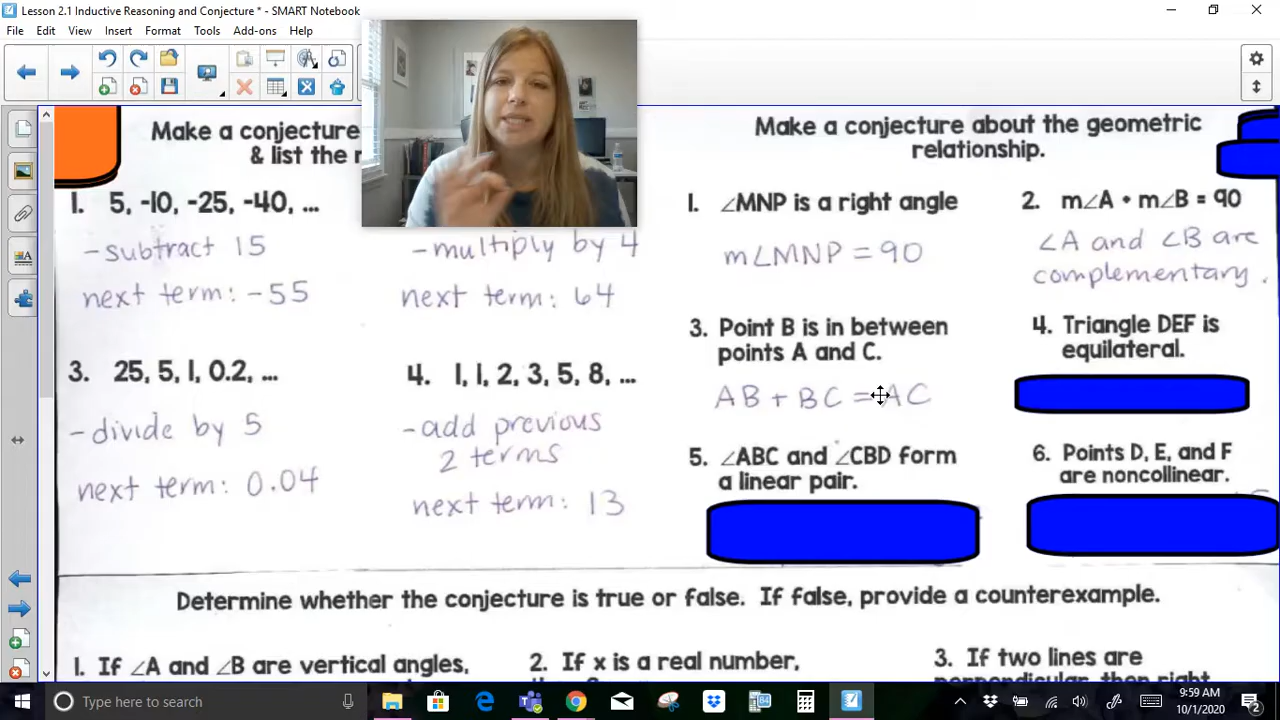 Lesson 2.1 Inductive Reasoning and Conjecture * - SMART Notebook
File Edit View Insert Format Tools Add-ons Help
Make a conjecture
& list the
1. 5, -10, -25, -40, ...
- subtract 15
next term: -55
- multiply by 4
next term: 64
3. 25, 5, 1, 0.2, ...
- divide by 5
next term: 0.04
4. 1, 1, 2, 3, 5, 8, ...
- add previous
2 terms
next term: 13
Make a conjecture about the geometric
relationship.
1. ∠MNP is a right angle
m∠MNP = 90
2. m∠A + m∠B = 90
∠A and ∠B are
complementary.
3. Point B is in between
points A and C.
AB + BC = AC
4. Triangle DEF is
equilateral.
5. ∠ABC and ∠CBD form
a linear pair.
6. Points D, E, and F
are noncollinear.
Determine whether the conjecture is true or false. If false, provide a counterexample.
1. If ∠A and ∠B are vertical angles,
2. If x is a real number,
3. If two lines are
perpendicular, then right
Type here to search
9:59 AM
10/1/2020
2